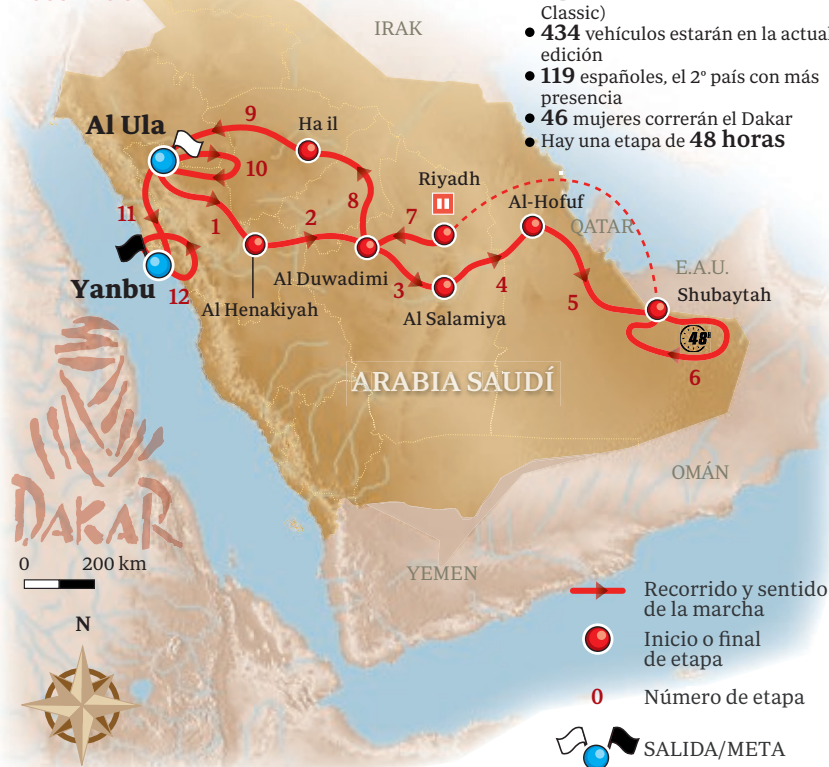 Classic)
● 434 vehículos estarán en la actual
edición
● 119 españoles, el 2º país con más
presencia
● 46 mujeres correrán el Dakar
● Hay una etapa de 48 horas
IRAK
Al Ula
9
Ha il
10
Riyadh
Al-Hofuf
QATAR
E.A.U.
Shubaytah
11
1
2
8
7
Yanbu
12
Al Henakiyah
Al Duwadimi
3
Al Salamiya
4
5
48H
6
ARABIA SAUDÍ
OMÁN
YEMEN
DAKAR
0 200 km
N
Recorrido y sentido
de la marcha
Inicio o final
de etapa
0 Número de etapa
SALIDA/META